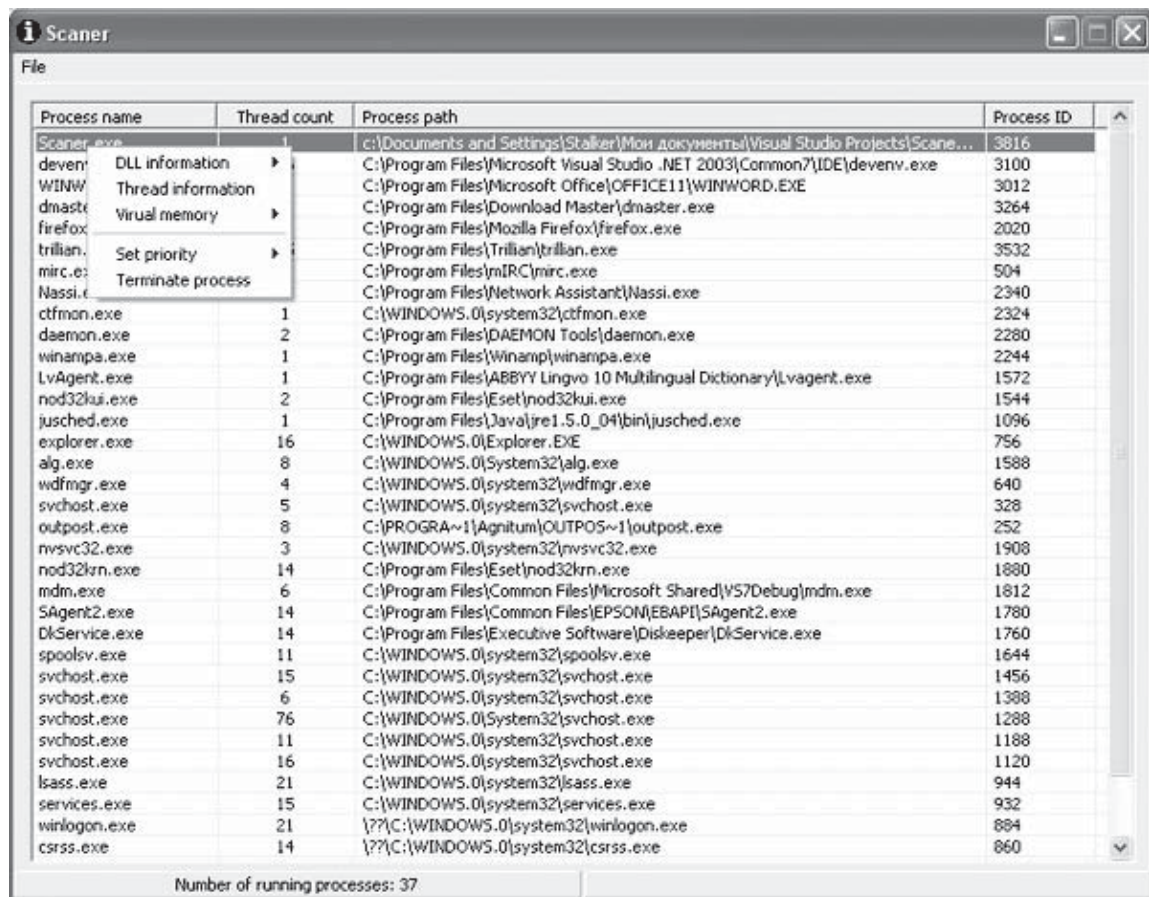 Scaner
File
Process name Thread count Process path Process ID
Scaner.exe 1 c:\Documents and Settings\Stalker\Мои документы\Visual Studio Projects\Scane... 3816
deven C:\Program Files\Microsoft Visual Studio .NET 2003\Common7\IDE\devenv.exe 3100
DLL information
WINW C:\Program Files\Microsoft Office\OFFICE11\WINWORD.EXE 3012
Thread information
dmaste C:\Program Files\Download Master\dmaster.exe 3264
Virual memory
firefox C:\Program Files\Mozilla Firefox\firefox.exe 2020
trillian. C:\Program Files\Trillian\trillian.exe 3532
Set priority
mirc.e C:\Program Files\mIRC\mirc.exe 504
Terminate process
Nassi.e C:\Program Files\Network Assistant\Nassi.exe 2340
ctfmon.exe 1 C:\WINDOWS.0\system32\ctfmon.exe 2324
daemon.exe 2 C:\Program Files\DAEMON Tools\daemon.exe 2280
winampa.exe 1 C:\Program Files\Winamp\winampa.exe 2244
LvAgent.exe 1 C:\Program Files\ABBYY Lingvo 10 Multilingual Dictionary\Lvagent.exe 1572
nod32kui.exe 2 C:\Program Files\Eset\nod32kui.exe 1544
jusched.exe 1 C:\Program Files\Java\jre1.5.0_04\bin\jusched.exe 1096
explorer.exe 16 C:\WINDOWS.0\Explorer.EXE 756
alg.exe 8 C:\WINDOWS.0\System32\alg.exe 1588
wdfmgr.exe 4 C:\WINDOWS.0\system32\wdfmgr.exe 640
svchost.exe 5 C:\WINDOWS.0\system32\svchost.exe 328
outpost.exe 8 C:\PROGRA~1\Agnitum\OUTPOS~1\outpost.exe 252
nvsvc32.exe 3 C:\WINDOWS.0\system32\nvsvc32.exe 1908
nod32krn.exe 14 C:\Program Files\Eset\nod32krn.exe 1880
mdm.exe 6 C:\Program Files\Common Files\Microsoft Shared\VS7Debug\mdm.exe 1812
SAgent2.exe 14 C:\Program Files\Common Files\EPSON\EBAPI\SAgent2.exe 1780
DkService.exe 14 C:\Program Files\Executive Software\Diskeeper\DkService.exe 1760
spoolsv.exe 11 C:\WINDOWS.0\system32\spoolsv.exe 1644
svchost.exe 15 C:\WINDOWS.0\system32\svchost.exe 1456
svchost.exe 6 C:\WINDOWS.0\system32\svchost.exe 1388
svchost.exe 76 C:\WINDOWS.0\System32\svchost.exe 1288
svchost.exe 11 C:\WINDOWS.0\system32\svchost.exe 1188
svchost.exe 16 C:\WINDOWS.0\system32\svchost.exe 1120
lsass.exe 21 C:\WINDOWS.0\system32\lsass.exe 944
services.exe 15 C:\WINDOWS.0\system32\services.exe 932
winlogon.exe 21 \??\C:\WINDOWS.0\system32\winlogon.exe 884
csrss.exe 14 \??\C:\WINDOWS.0\system32\csrss.exe 860
Number of running processes: 37